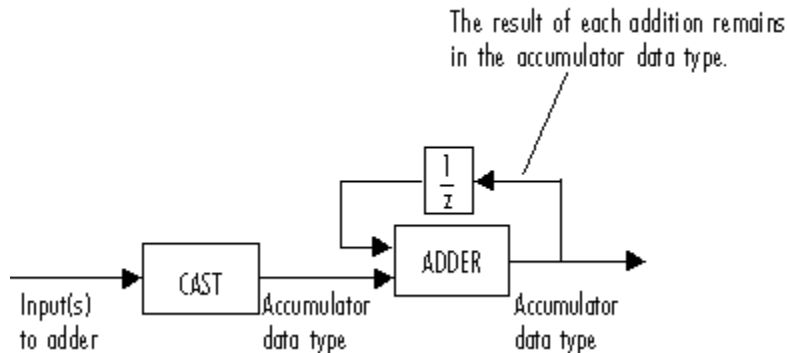 The result of each addition remains
in the accumulator data type.
1
z
CAST
ADDER
Input(s)
to adder
Accumulator
data type
Accumulator
data type